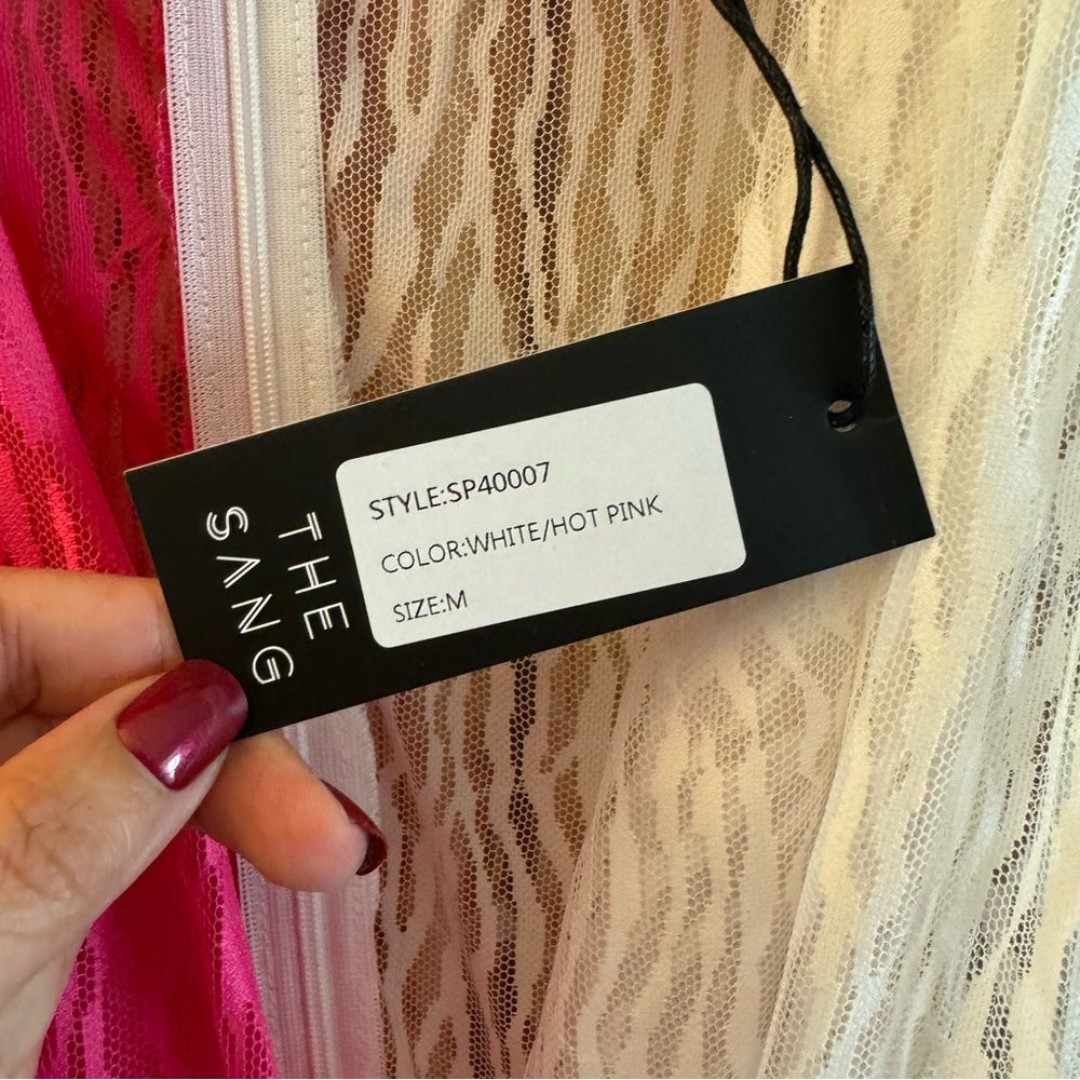 THE
SANG
STYLE:SP40007
COLOR:WHITE/HOT PINK
SIZE:M